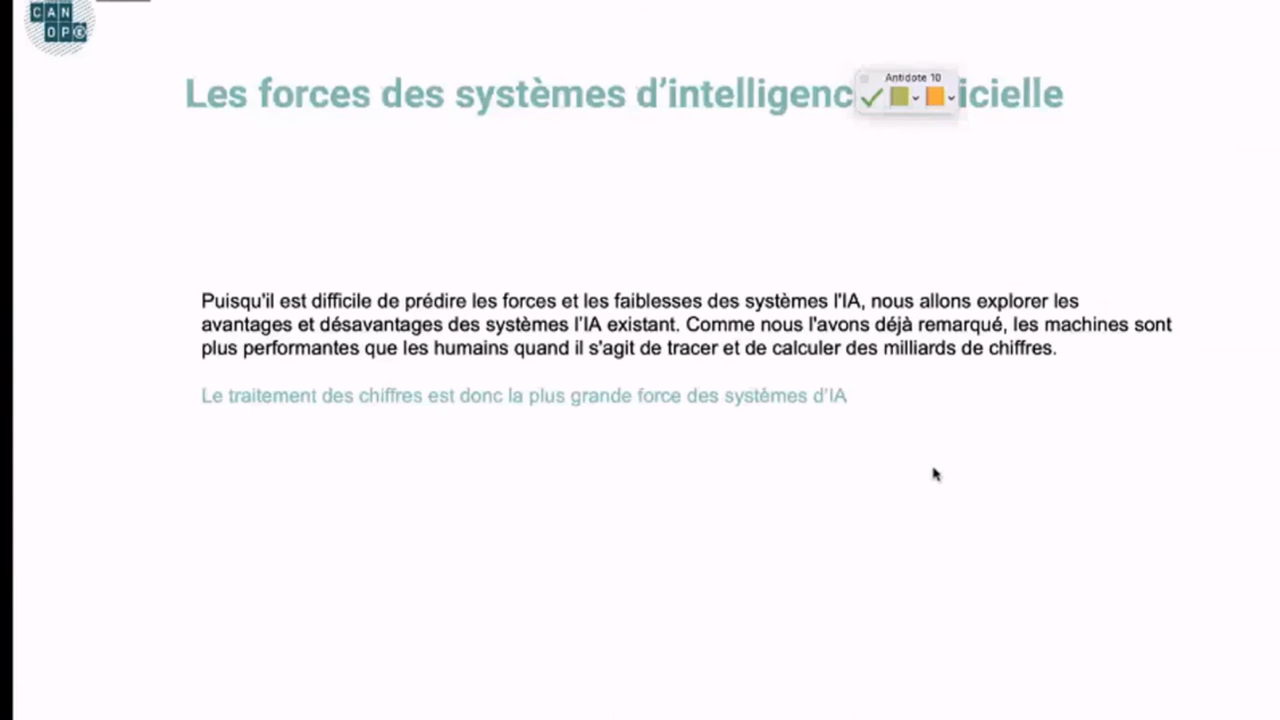 CAN
OPÉ
Les forces des systèmes d’intelligenc icielle
Antidote 10
Puisqu'il est difficile de prédire les forces et les faiblesses des systèmes l'IA, nous allons explorer les
avantages et désavantages des systèmes l’IA existant. Comme nous l'avons déjà remarqué, les machines sont
plus performantes que les humains quand il s'agit de tracer et de calculer des milliards de chiffres.
Le traitement des chiffres est donc la plus grande force des systèmes d’IA